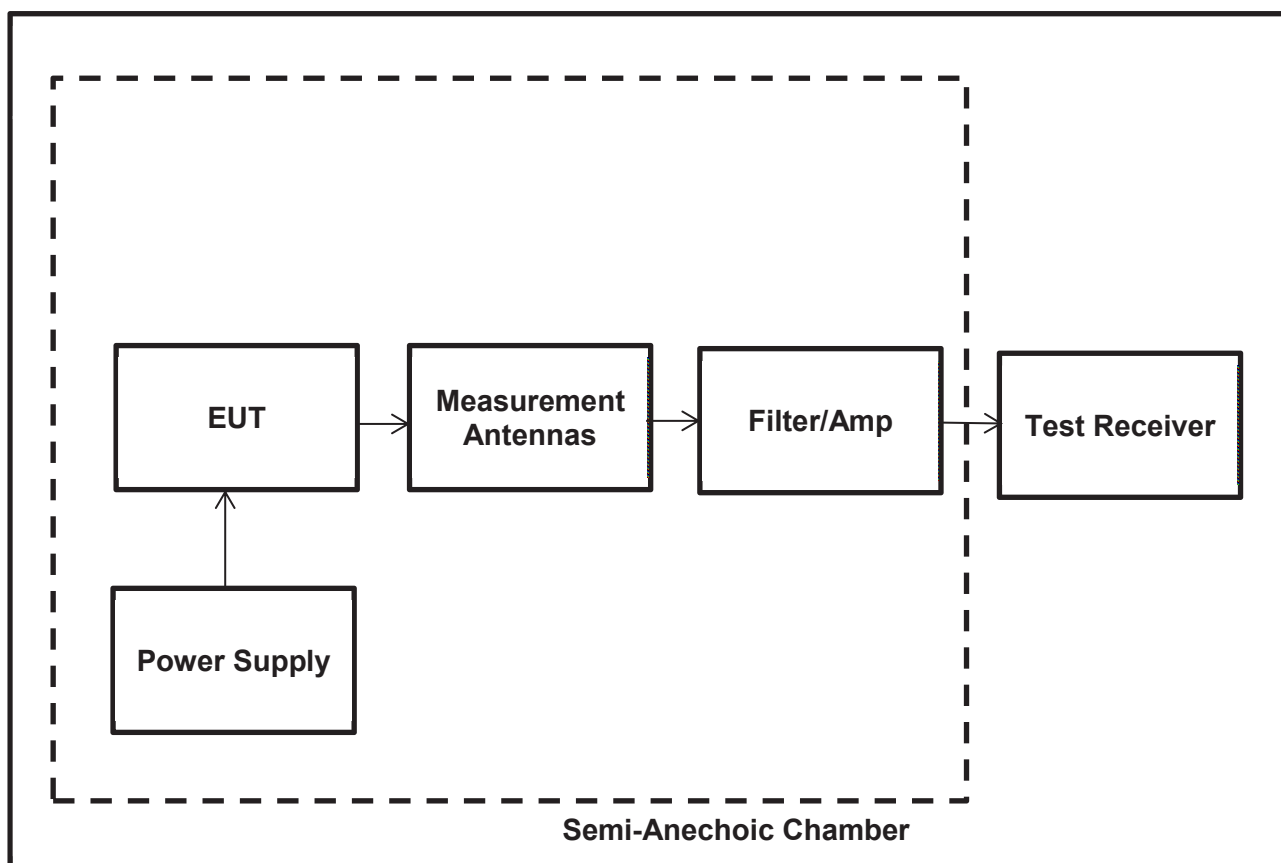 EUT
Measurement
Antennas
Filter/Amp
Test Receiver
Power Supply
Semi-Anechoic Chamber